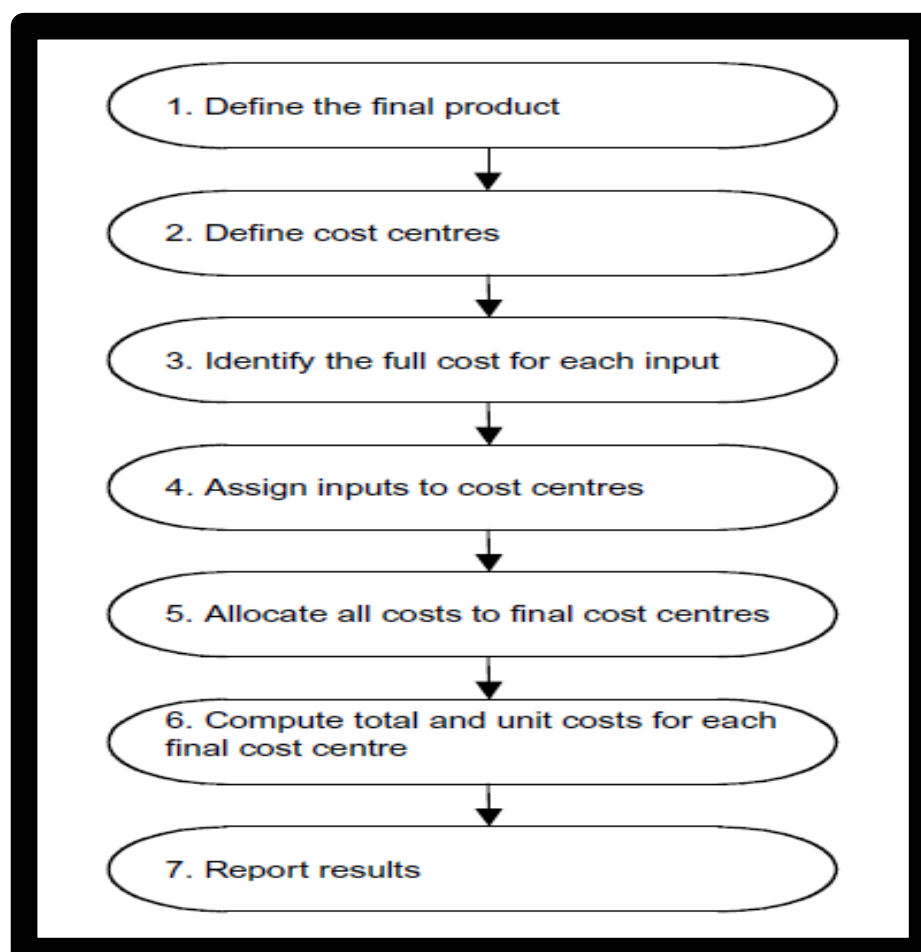 1. Define the final product
2. Define cost centres
3. Identify the full cost for each input
4. Assign inputs to cost centres
5. Allocate all costs to final cost centres
6. Compute total and unit costs for each
final cost centre
7. Report results